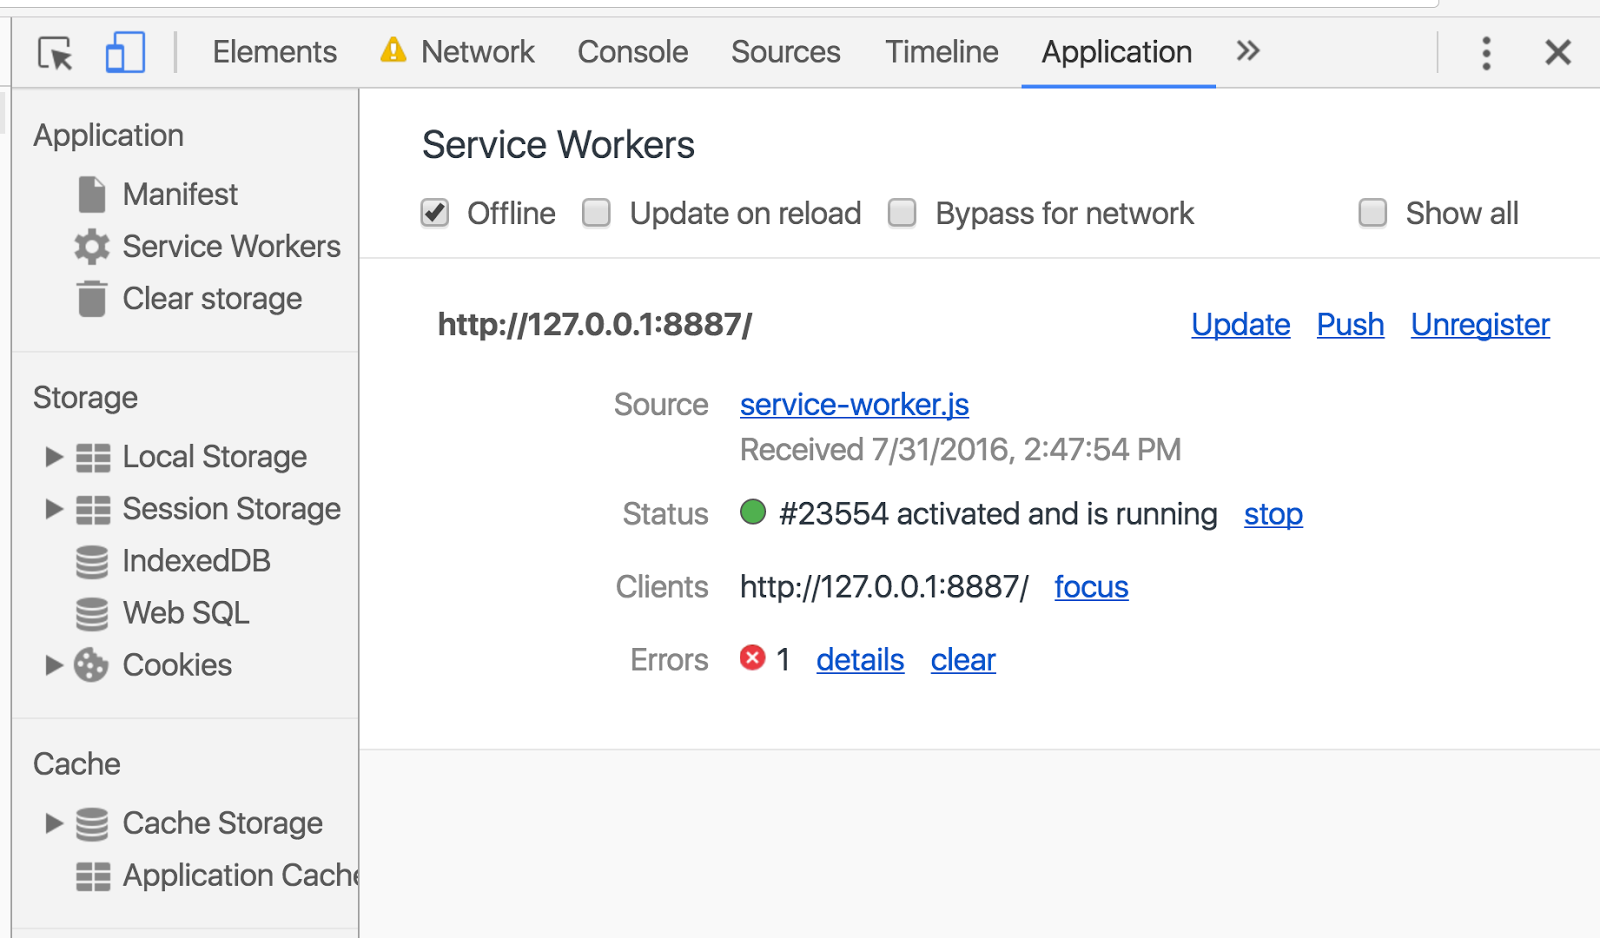 Elements Network Console Sources Timeline Application »
Application
Manifest
Service Workers
Clear storage
Storage
Local Storage
Session Storage
IndexedDB
Web SQL
Cookies
Cache
Cache Storage
Application Cache
Service Workers
Offline Update on reload Bypass for network Show all
http://127.0.0.1:8887/ Update Push Unregister
Source service-worker.js
Received 7/31/2016, 2:47:54 PM
Status #23554 activated and is running stop
Clients http://127.0.0.1:8887/ focus
Errors 1 details clear